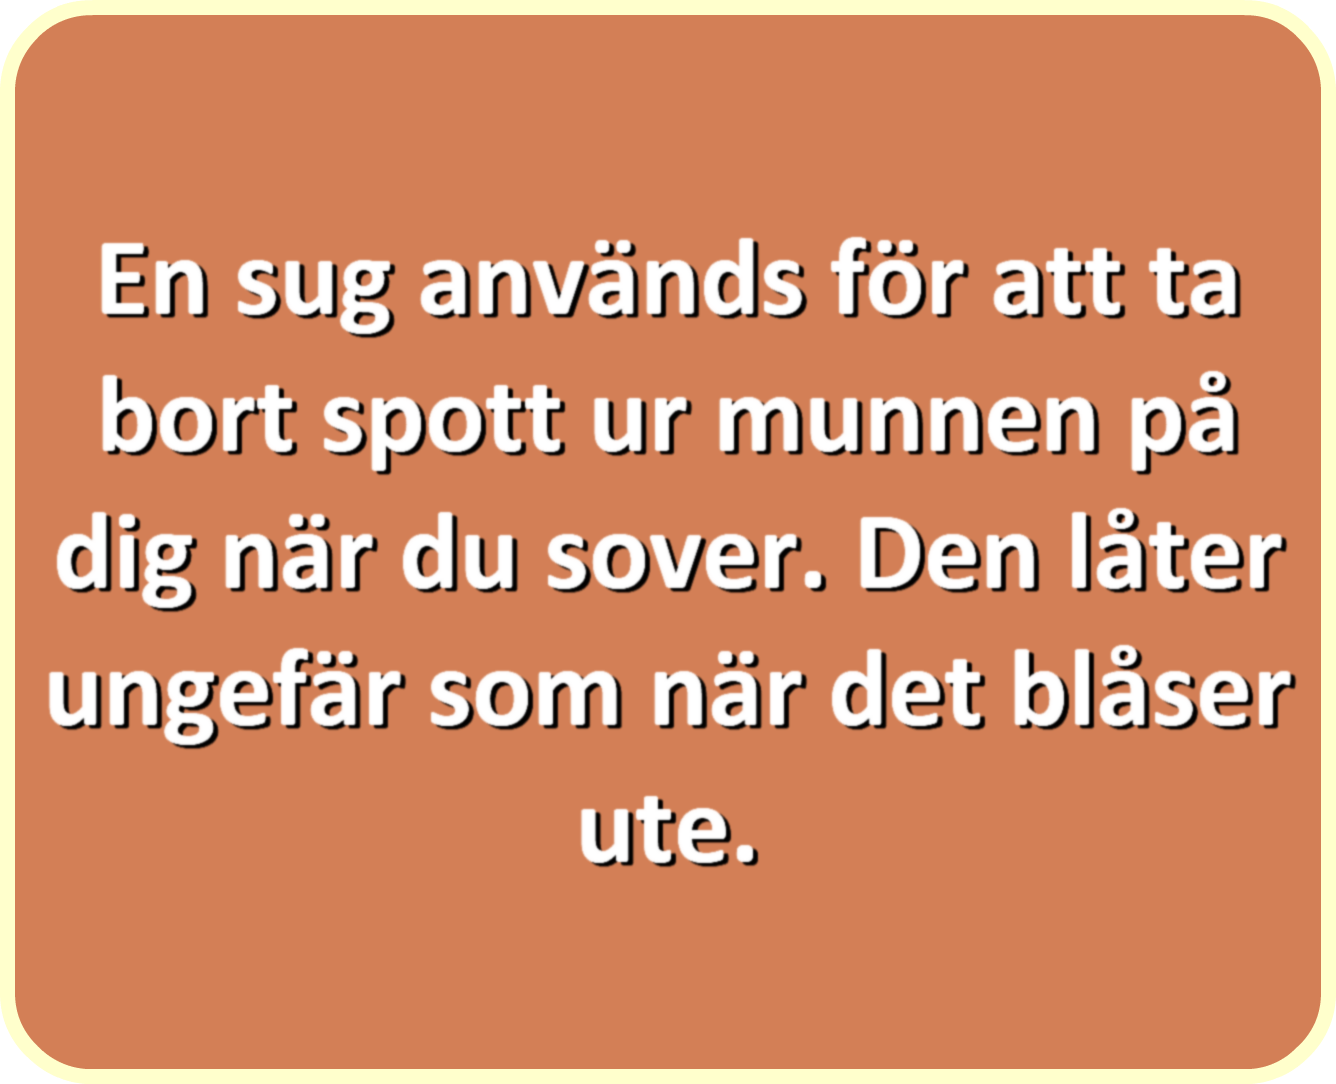 En sug används för att ta
bort spott ur munnen på
dig när du sover. Den låter
ungefär som när det blåser
ute.